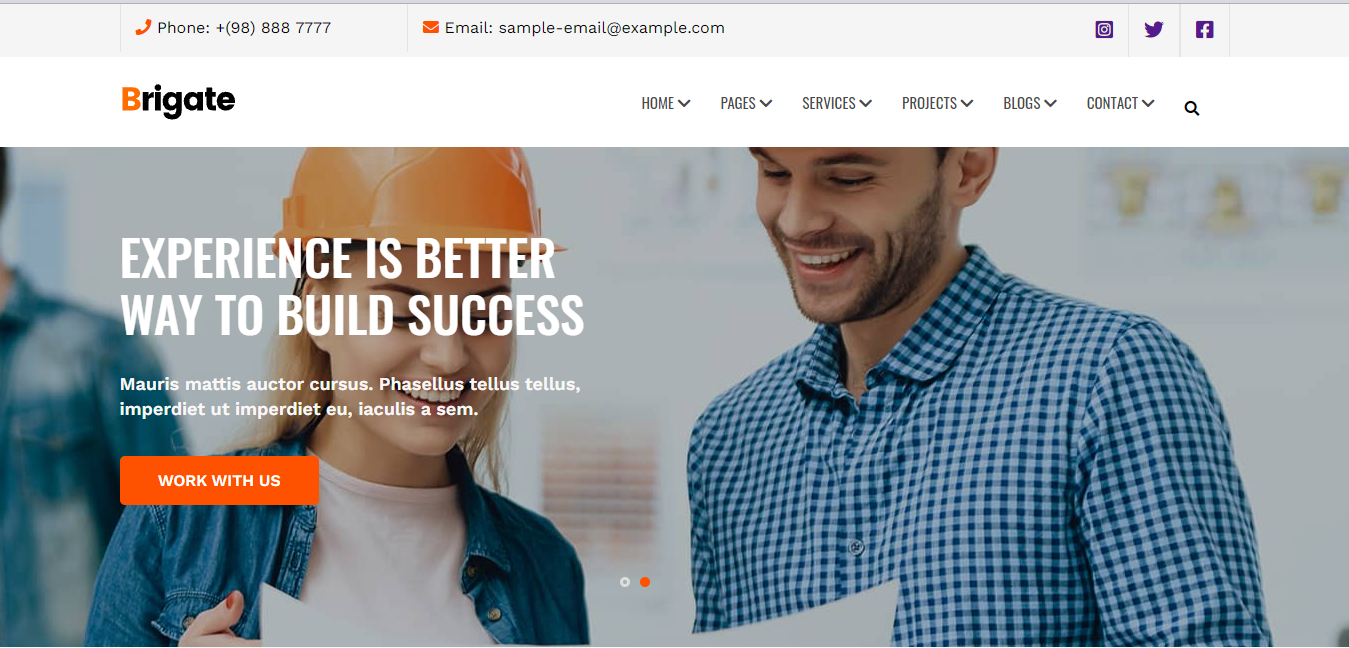 Phone: +(98) 888 7777
Email: sample-email@example.com
Brigate
HOME
PAGES
SERVICES
PROJECTS
BLOGS
CONTACT
EXPERIENCE IS BETTER
WAY TO BUILD SUCCESS
Mauris mattis auctor cursus. Phasellus tellus tellus,
imperdiet ut imperdiet eu, iaculis a sem.
WORK WITH US